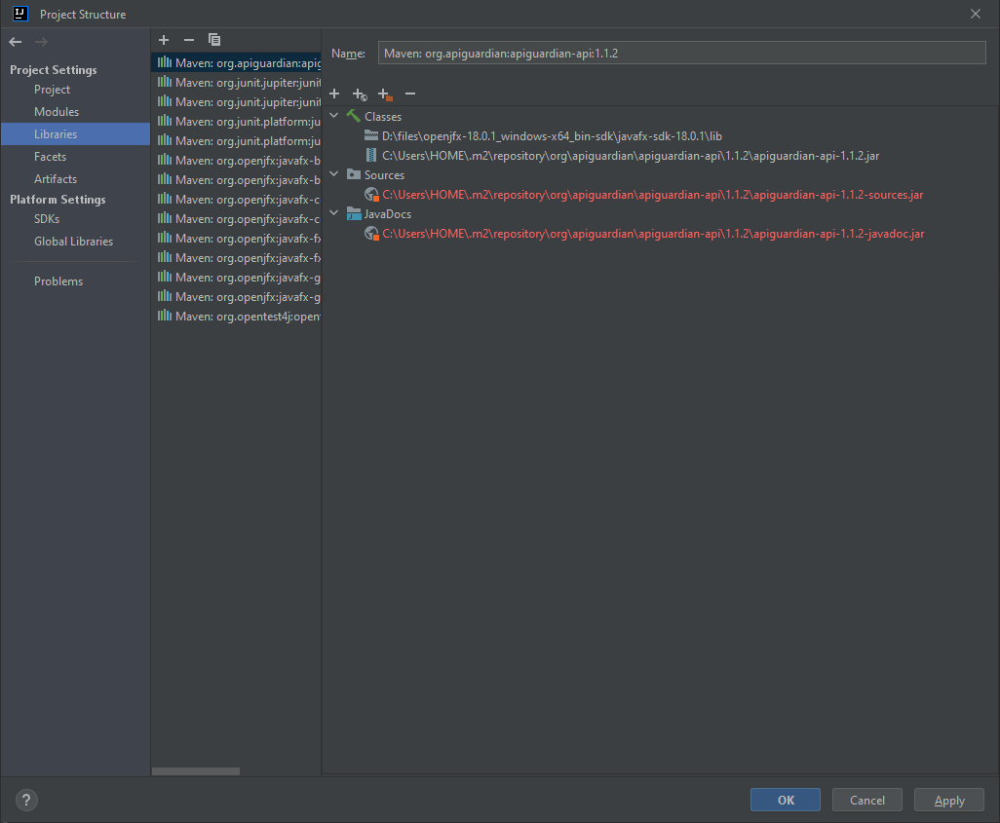 Project Structure
Project Settings
Project
Modules
Libraries
Facets
Artifacts
Platform Settings
SDKs
Global Libraries
Problems
Maven: org.apiguardian:apig
Maven: org.junit.jupiter:junit
Maven: org.junit.jupiter:junit
Maven: org.junit.platform:ju
Maven: org.junit.platform:ju
Maven: org.openjfx:javafx-b
Maven: org.openjfx:javafx-b
Maven: org.openjfx:javafx-c
Maven: org.openjfx:javafx-c
Maven: org.openjfx:javafx-fx
Maven: org.openjfx:javafx-fx
Maven: org.openjfx:javafx-g
Maven: org.openjfx:javafx-g
Maven: org.opentest4j:open
Name: Maven: org.apiguardian:apiguardian-api:1.1.2
Classes
D:\files\openjfx-18.0.1_windows-x64_bin-sdk\javafx-sdk-18.0.1\lib
C:\Users\HOME\.m2\repository\org\apiguardian\apiguardian-api\1.1.2\apiguardian-api-1.1.2.jar
Sources
C:\Users\HOME\.m2\repository\org\apiguardian\apiguardian-api\1.1.2\apiguardian-api-1.1.2-sources.jar
JavaDocs
C:\Users\HOME\.m2\repository\org\apiguardian\apiguardian-api\1.1.2\apiguardian-api-1.1.2-javadoc.jar
?
OK
Cancel
Apply